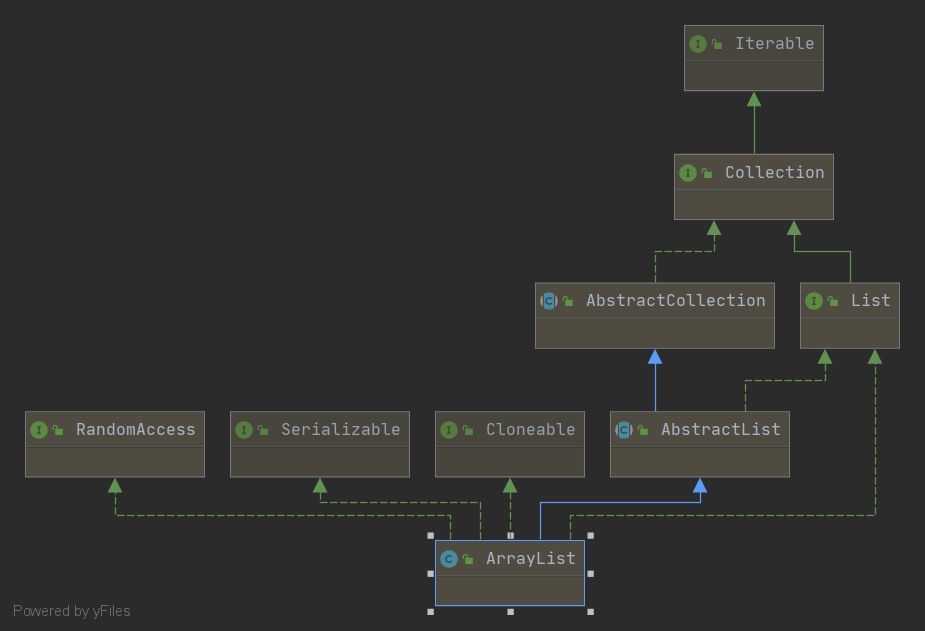 I Iterable
I Collection
C AbstractCollection
I List
I RandomAccess
I Serializable
I Cloneable
C AbstractList
C ArrayList
Powered by yFiles